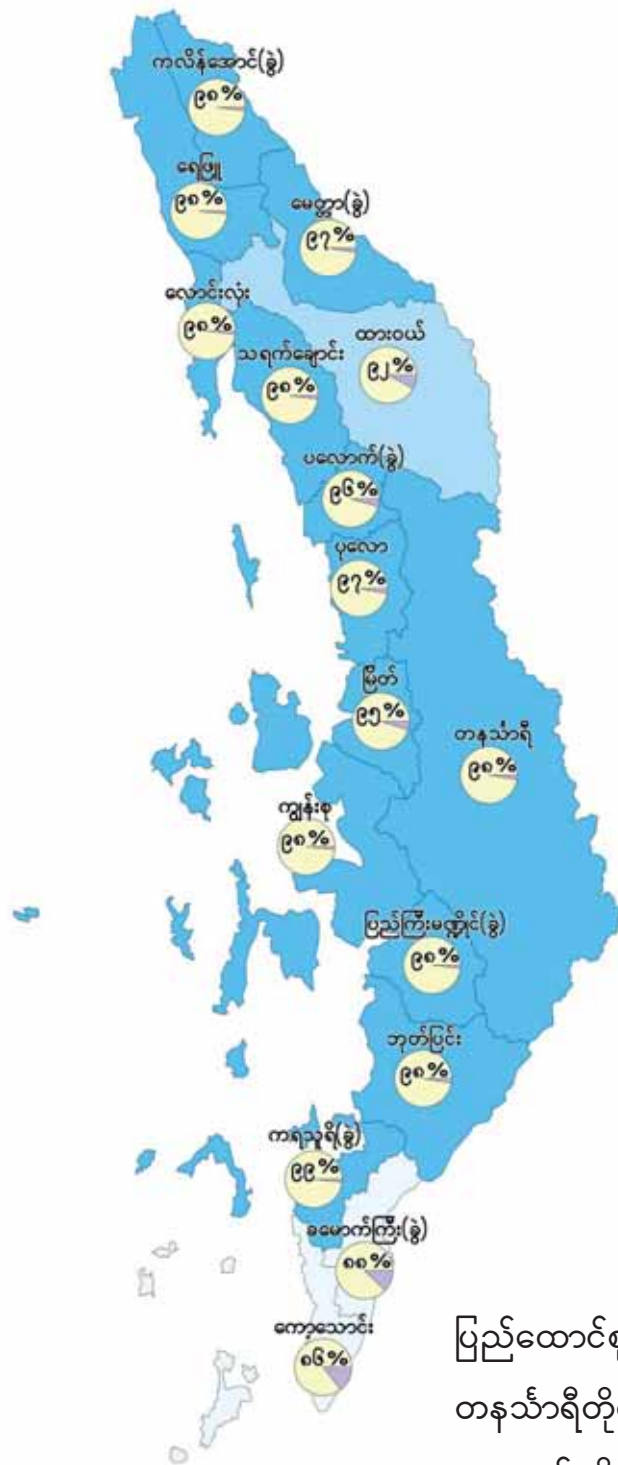 ကလိန်အောင်(ခွဲ)
၉၈%
ရေဖြူ
၉၈%
မေတ္တာ(ခွဲ)
၉၇%
လောင်းလုံး
၉၈%
သရက်ချောင်း
၉၈%
ထားဝယ်
၉၂%
ပလောက်(ခွဲ)
၉၆%
ပုလော
၉၇%
မြိတ်
၉၅%
တနင်္သာရီ
၉၈%
ကျွန်းစု
၉၈%
ပြည်ကြီးမဏ္ဍိုင်(ခွဲ)
၉၈%
ဘုတ်ပြင်း
၉၈%
ကရသူရိ(ခွဲ)
၉၉%
ခမောက်ကြီး(ခွဲ)
၈၈%
ကော့သောင်း
၈၆%
ပြည်ထောင်စု
တနင်္သာရီတို